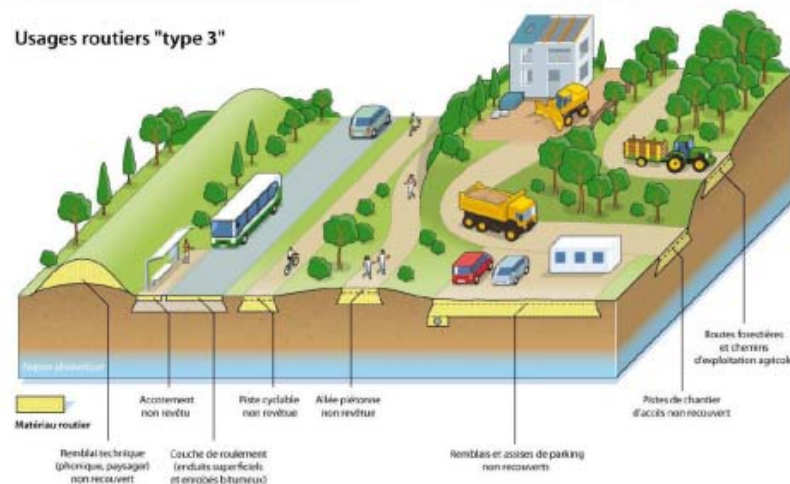 Usages routiers "type 3"
Nappe phréatique
Matériau routier
Remblai technique
(phonique, paysager)
non recouvert
Accotement
non revêtu
Couche de roulement
(enduits superficiels
et enrobés bitumeux)
Piste cyclable
non revêtue
Allée piétonne
non revêtue
Remblais et assises de parking
non recouverts
Pistes de chantier
d'accès non recouvert
Routes forestières
et chemins
d'exploitation agricole